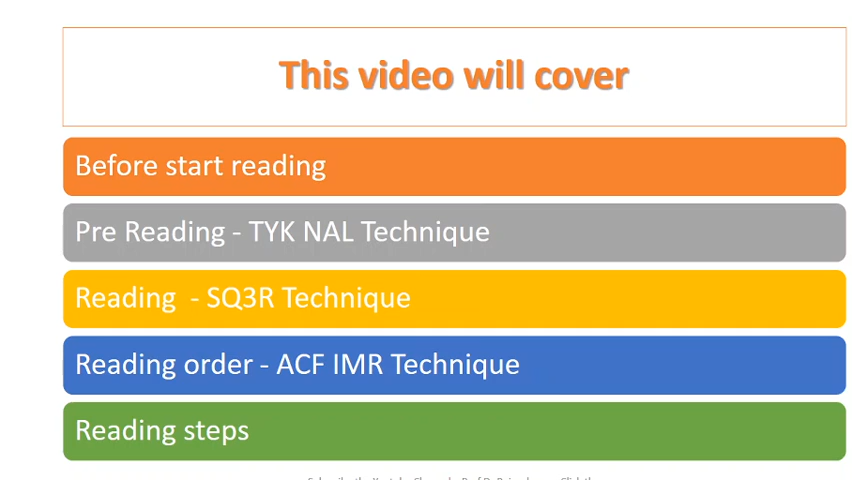 This video will cover
Before start reading
Pre Reading - TYK NAL Technique
Reading  - SQ3R Technique
Reading order - ACF IMR Technique
Reading steps